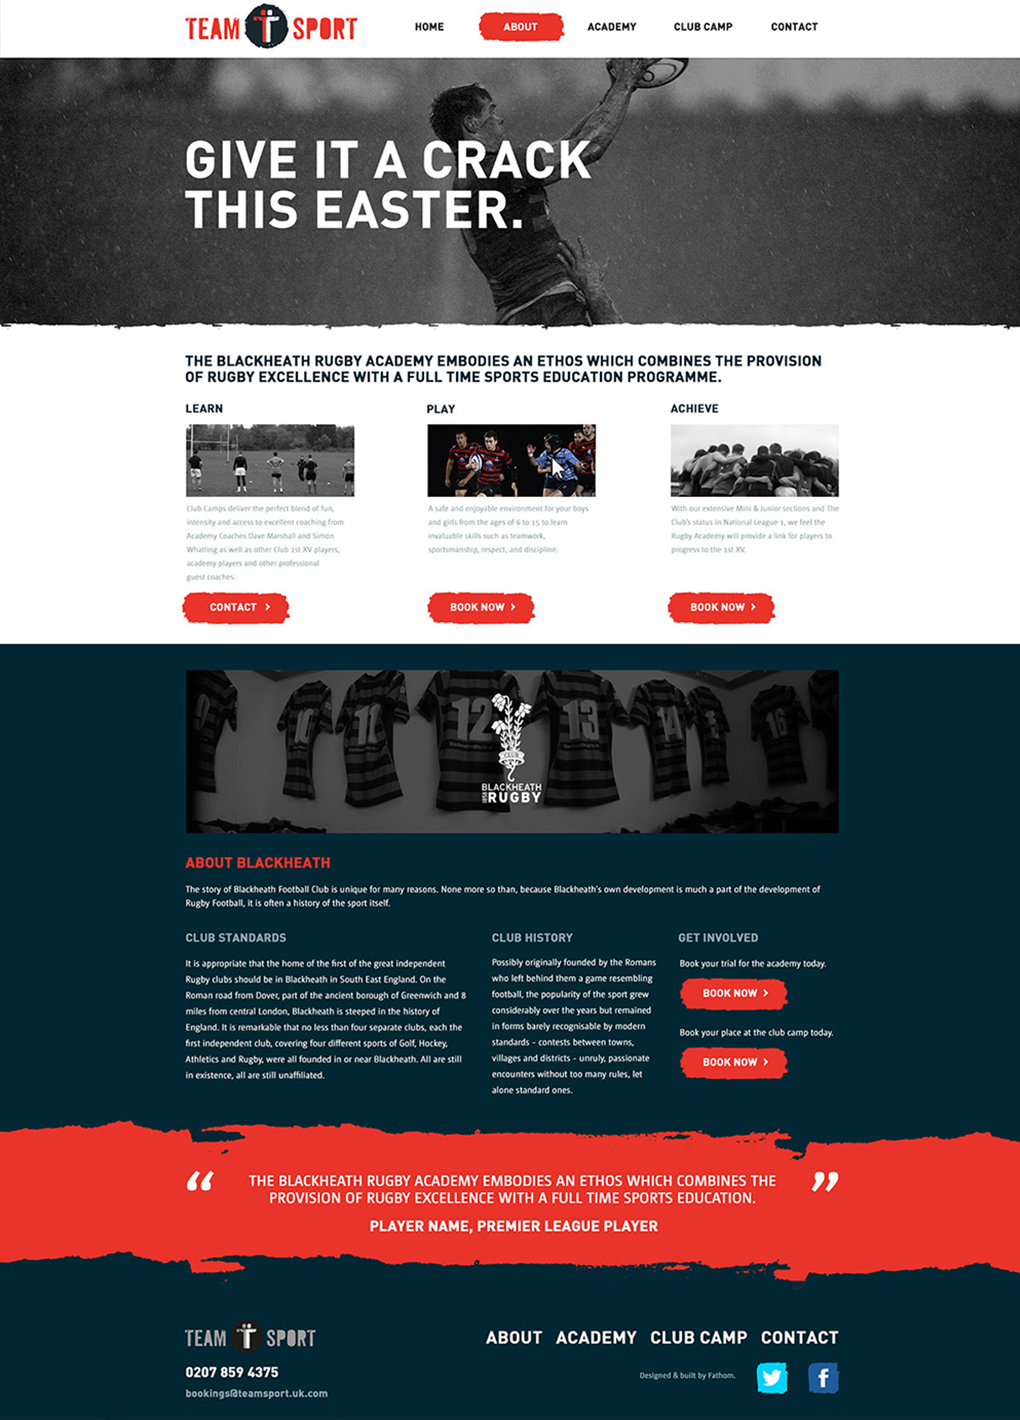 TEAM T SPORT
HOME ABOUT ACADEMY CLUB CAMP CONTACT
GIVE IT A CRACK
THIS EASTER.
THE BLACKHEATH RUGBY ACADEMY EMBODIES AN ETHOS WHICH COMBINES THE PROVISION
OF RUGBY EXCELLENCE WITH A FULL TIME SPORTS EDUCATION PROGRAMME.
LEARN
Club Camps deliver the perfect blend of fun,
intensity and access to excellent coaching from
Academy Coaches Dave Marshall and Simon
Whatling as well as other Club 1st XV players,
academy players and other professional
guest coaches.
CONTACT >
PLAY
A safe and enjoyable environment for your boys
and girls from the ages of 6 to 15 to learn
invaluable skills such as teamwork,
sportsmanship, respect, and discipline.
BOOK NOW >
ACHIEVE
With our extensive Mini & Junior sections and The
Club's status in National League 1, we feel the
Rugby Academy will provide a link for players to
progress to the 1st XV.
BOOK NOW >
9 10 11 12 13 14 16
CLUB
BLACKHEATH
RUGBY
ABOUT BLACKHEATH
The story of Blackheath Football Club is unique for many reasons. None more so than, because Blackheath's own development is much a part of the development of
Rugby Football, it is often a history of the sport itself.
CLUB STANDARDS
It is appropriate that the home of the first of the great independent
Rugby clubs should be in Blackheath in South East England. On the
Roman road from Dover, part of the ancient borough of Greenwich and 8
miles from central London, Blackheath is steeped in the history of
England. It is remarkable that no less than four separate clubs, each the
first independent club, covering four different sports of Golf, Hockey,
Athletics and Rugby, were all founded in or near Blackheath. All are still
in existence, all are still unaffiliated.
CLUB HISTORY
Possibly originally founded by the Romans
who left behind them a game resembling
football, the popularity of the sport grew
considerably over the years but remained
in forms barely recognisable by modern
standards - contests between towns,
villages and districts - unruly, passionate
encounters without too many rules, let
alone standard ones.
GET INVOLVED
Book your trial for the academy today.
BOOK NOW >
Book your place at the club camp today.
BOOK NOW >
“ THE BLACKHEATH RUGBY ACADEMY EMBODIES AN ETHOS WHICH COMBINES THE
PROVISION OF RUGBY EXCELLENCE WITH A FULL TIME SPORTS EDUCATION. ”
PLAYER NAME, PREMIER LEAGUE PLAYER
TEAM T SPORT
0207 859 4375
bookings@teamsport.uk.com
ABOUT ACADEMY CLUB CAMP CONTACT
Designed & built by Fathom.
f